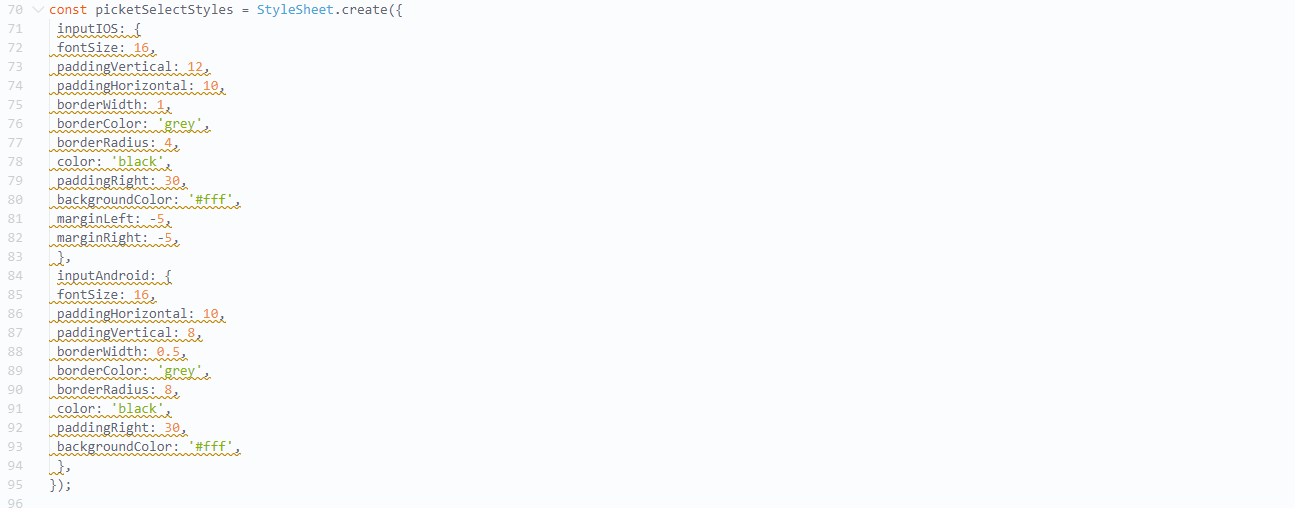 70 const picketSelectStyles = StyleSheet.create({
71 inputIOS: {
72 fontSize: 16,
73 paddingVertical: 12,
74 paddingHorizontal: 10,
75 borderWidth: 1,
76 borderColor: 'grey',
77 borderRadius: 4,
78 color: 'black',
79 paddingRight: 30,
80 backgroundColor: '#fff',
81 marginLeft: -5,
82 marginRight: -5,
83 },
84 inputAndroid: {
85 fontSize: 16,
86 paddingHorizontal: 10,
87 paddingVertical: 8,
88 borderWidth: 0.5,
89 borderColor: 'grey',
90 borderRadius: 8,
91 color: 'black',
92 paddingRight: 30,
93 backgroundColor: '#fff',
94 },
95 });
96